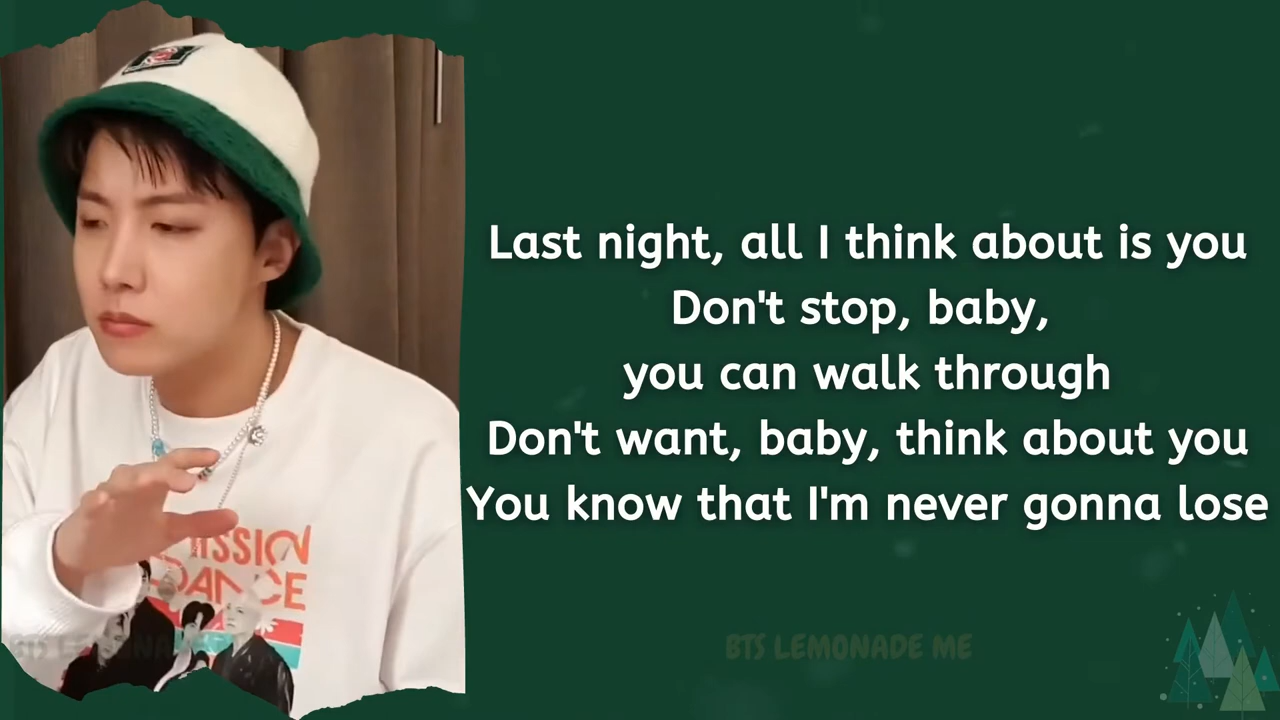 Last night, all I think about is you
Don't stop, baby,
you can walk through
Don't want, baby, think about you
You know that I'm never gonna lose
DANCE
BTS LEMONADE ME